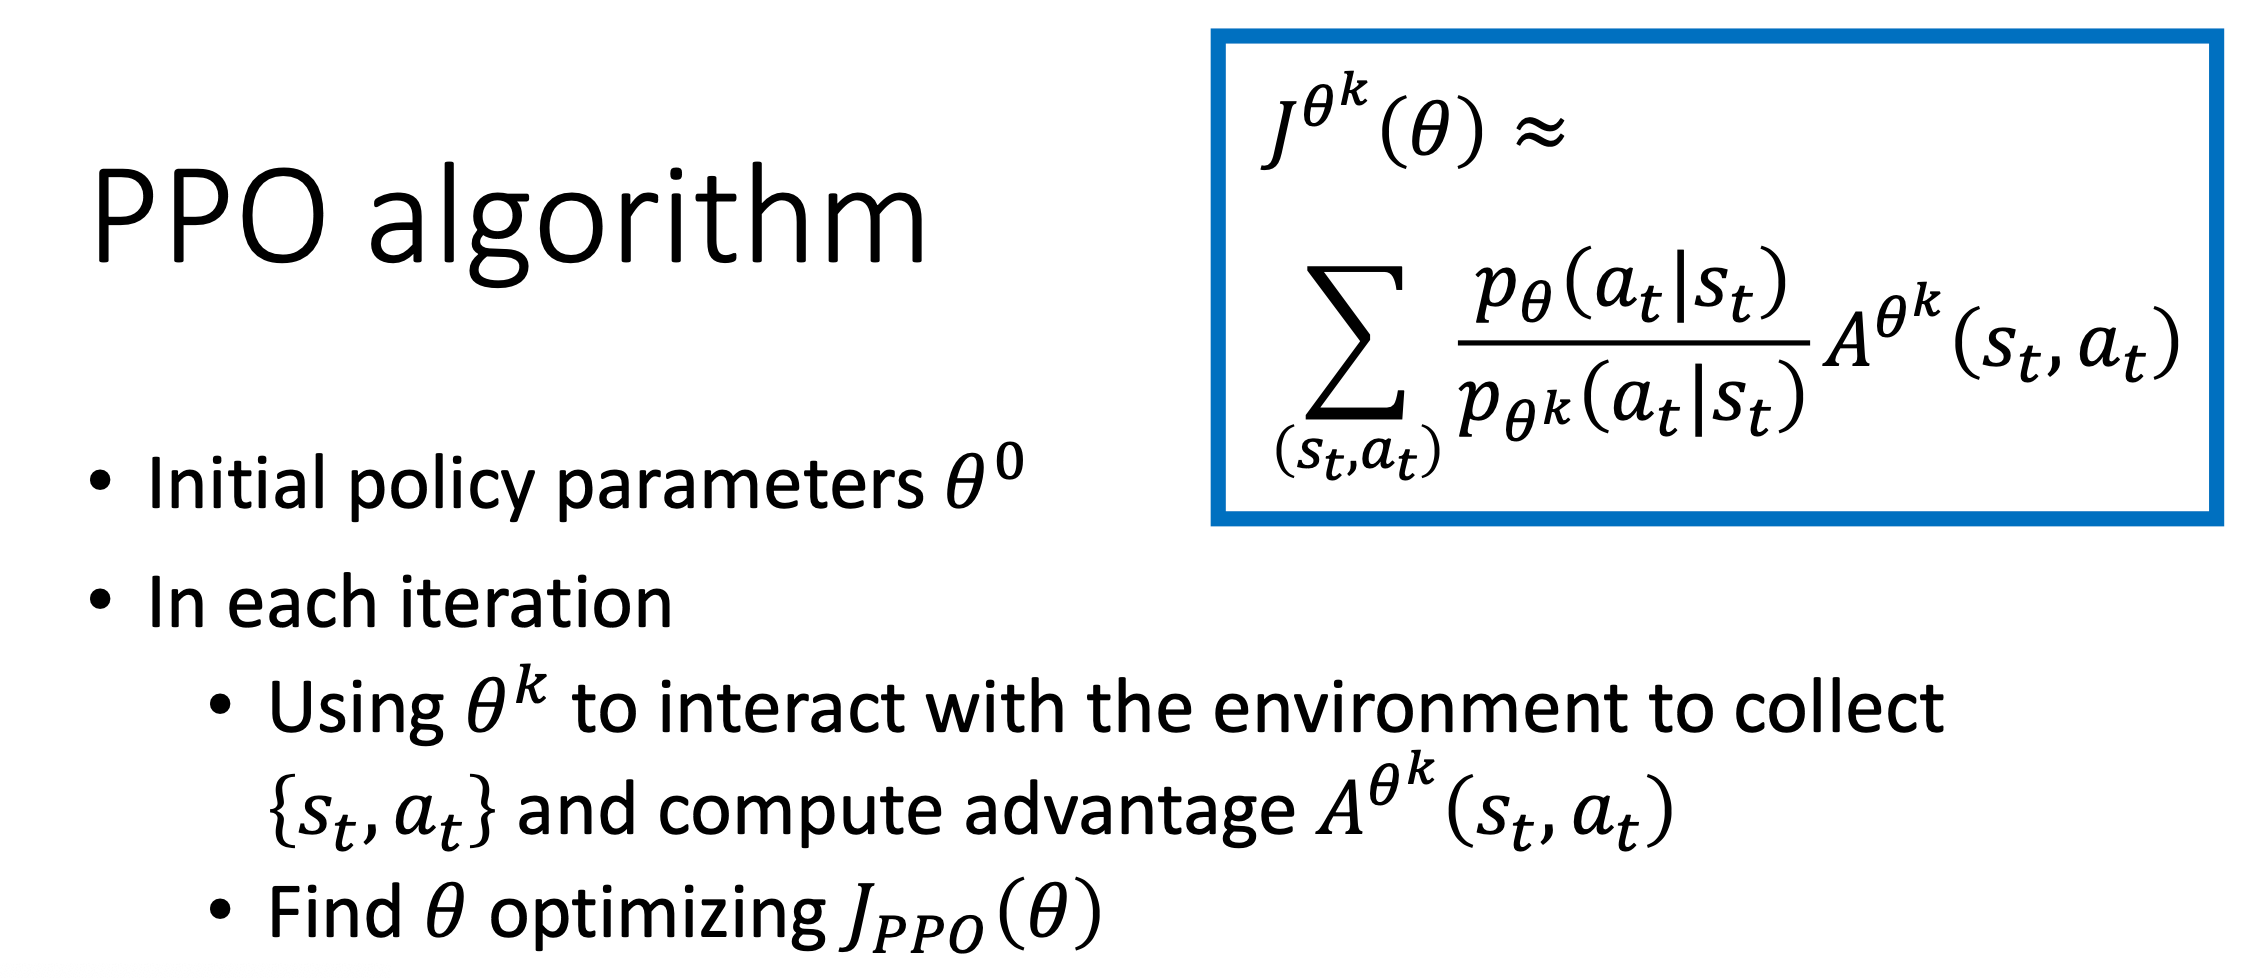 PPO algorithm
J^{θ^k}(θ) ≈
∑_{(s_t,a_t)} \frac{p_θ(a_t|s_t)}{p_{θ^k}(a_t|s_t)} A^{θ^k}(s_t, a_t)
• Initial policy parameters θ^0
• In each iteration
• Using θ^k to interact with the environment to collect
{s_t, a_t} and compute advantage A^{θ^k}(s_t, a_t)
• Find θ optimizing J_{PPO}(θ)